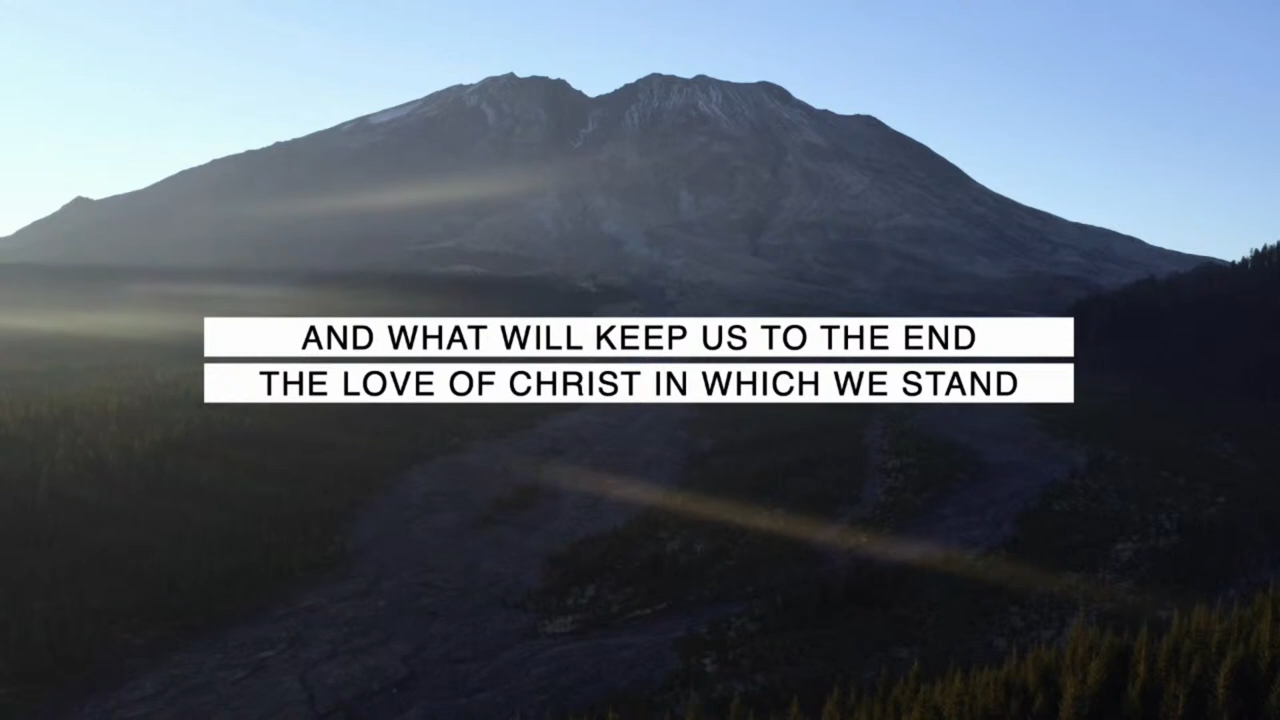 AND WHAT WILL KEEP US TO THE END
THE LOVE OF CHRIST IN WHICH WE STAND